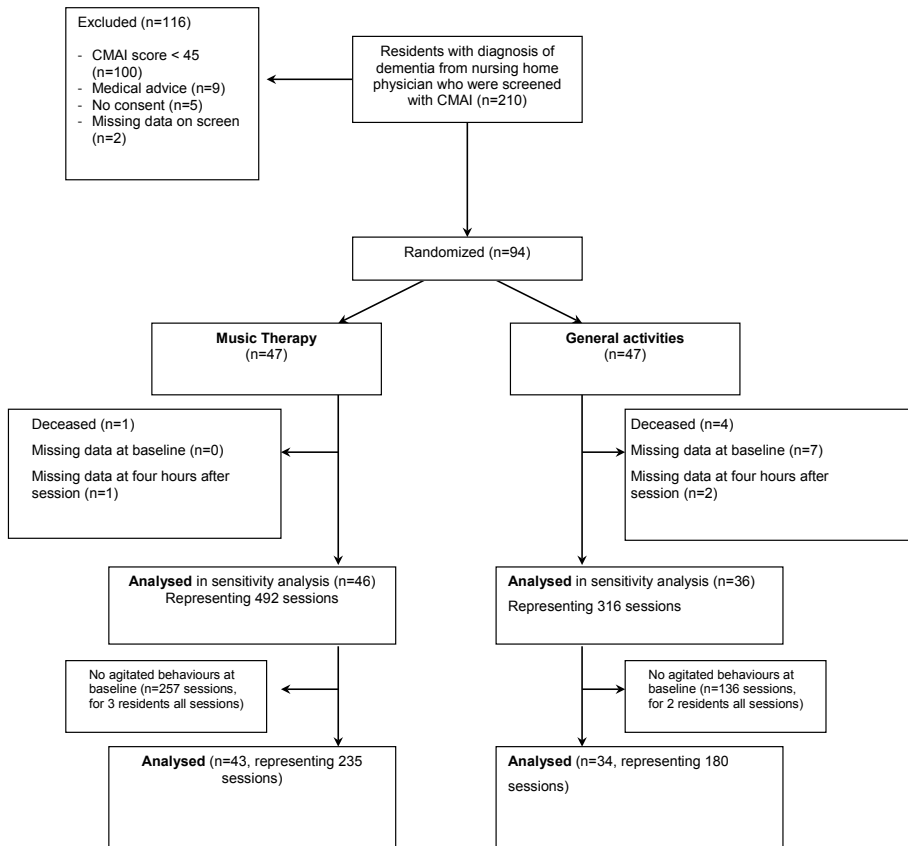 Excluded (n=116)
- CMAI score < 45
(n=100)
- Medical advice (n=9)
- No consent (n=5)
- Missing data on screen
(n=2)
Residents with diagnosis of
dementia from nursing home
physician who were screened
with CMAI (n=210)
Randomized (n=94)
Music Therapy
(n=47)
General activities
(n=47)
Deceased (n=1)
Missing data at baseline (n=0)
Missing data at four hours after
session (n=1)
Deceased (n=4)
Missing data at baseline (n=7)
Missing data at four hours after
session (n=2)
Analysed in sensitivity analysis (n=46)
Representing 492 sessions
Analysed in sensitivity analysis (n=36)
Representing 316 sessions
No agitated behaviours at
baseline (n=257 sessions,
for 3 residents all sessions)
No agitated behaviours at
baseline (n=136 sessions,
for 2 residents all sessions)
Analysed (n=43, representing 235
sessions)
Analysed (n=34, representing 180
sessions)